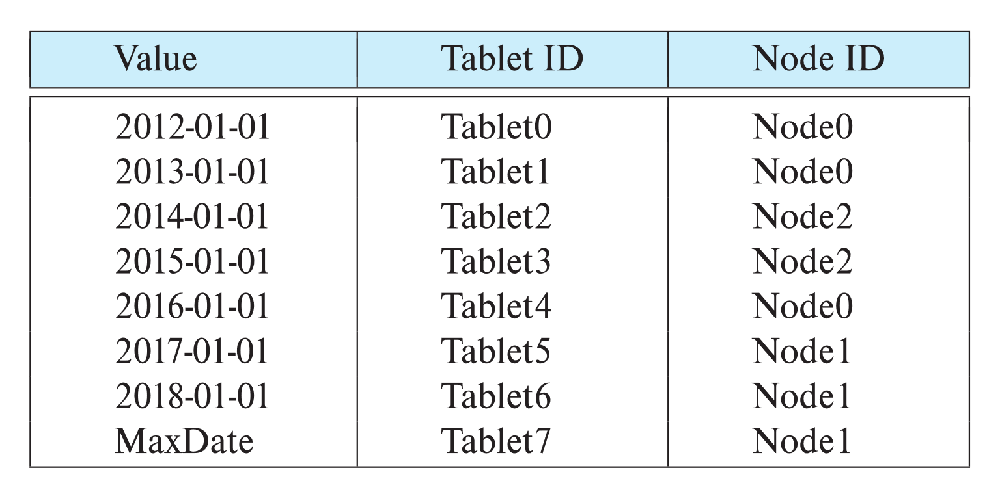 Value Tablet ID Node ID
2012-01-01 Tablet0 Node0
2013-01-01 Tablet1 Node0
2014-01-01 Tablet2 Node2
2015-01-01 Tablet3 Node2
2016-01-01 Tablet4 Node0
2017-01-01 Tablet5 Node1
2018-01-01 Tablet6 Node1
MaxDate Tablet7 Node1